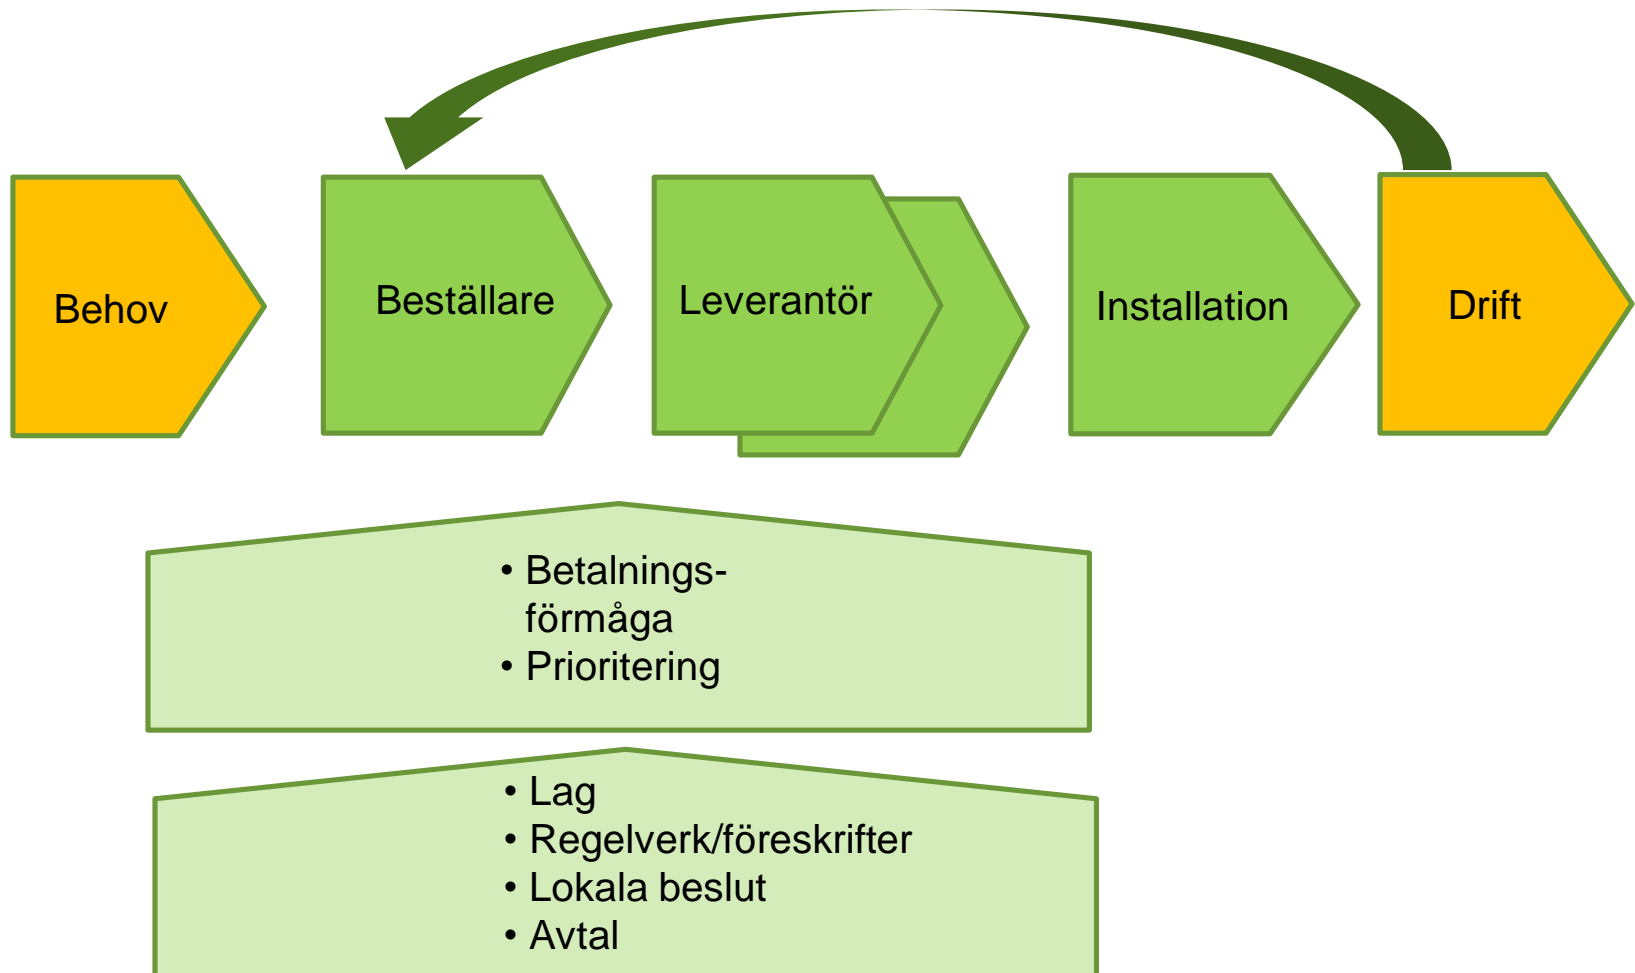 Behov
Beställare
Leverantör
Installation
Drift
• Betalnings-
förmåga
• Prioritering
• Lag
• Regelverk/föreskrifter
• Lokala beslut
• Avtal